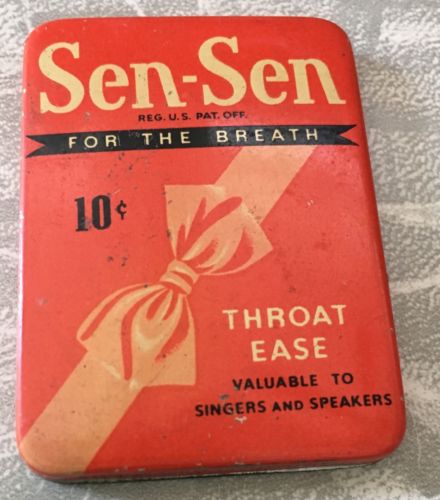 Sen-Sen
REG. U.S. PAT. OFF.
FOR THE BREATH
10¢
THROAT
EASE
VALUABLE TO
SINGERS AND SPEAKERS